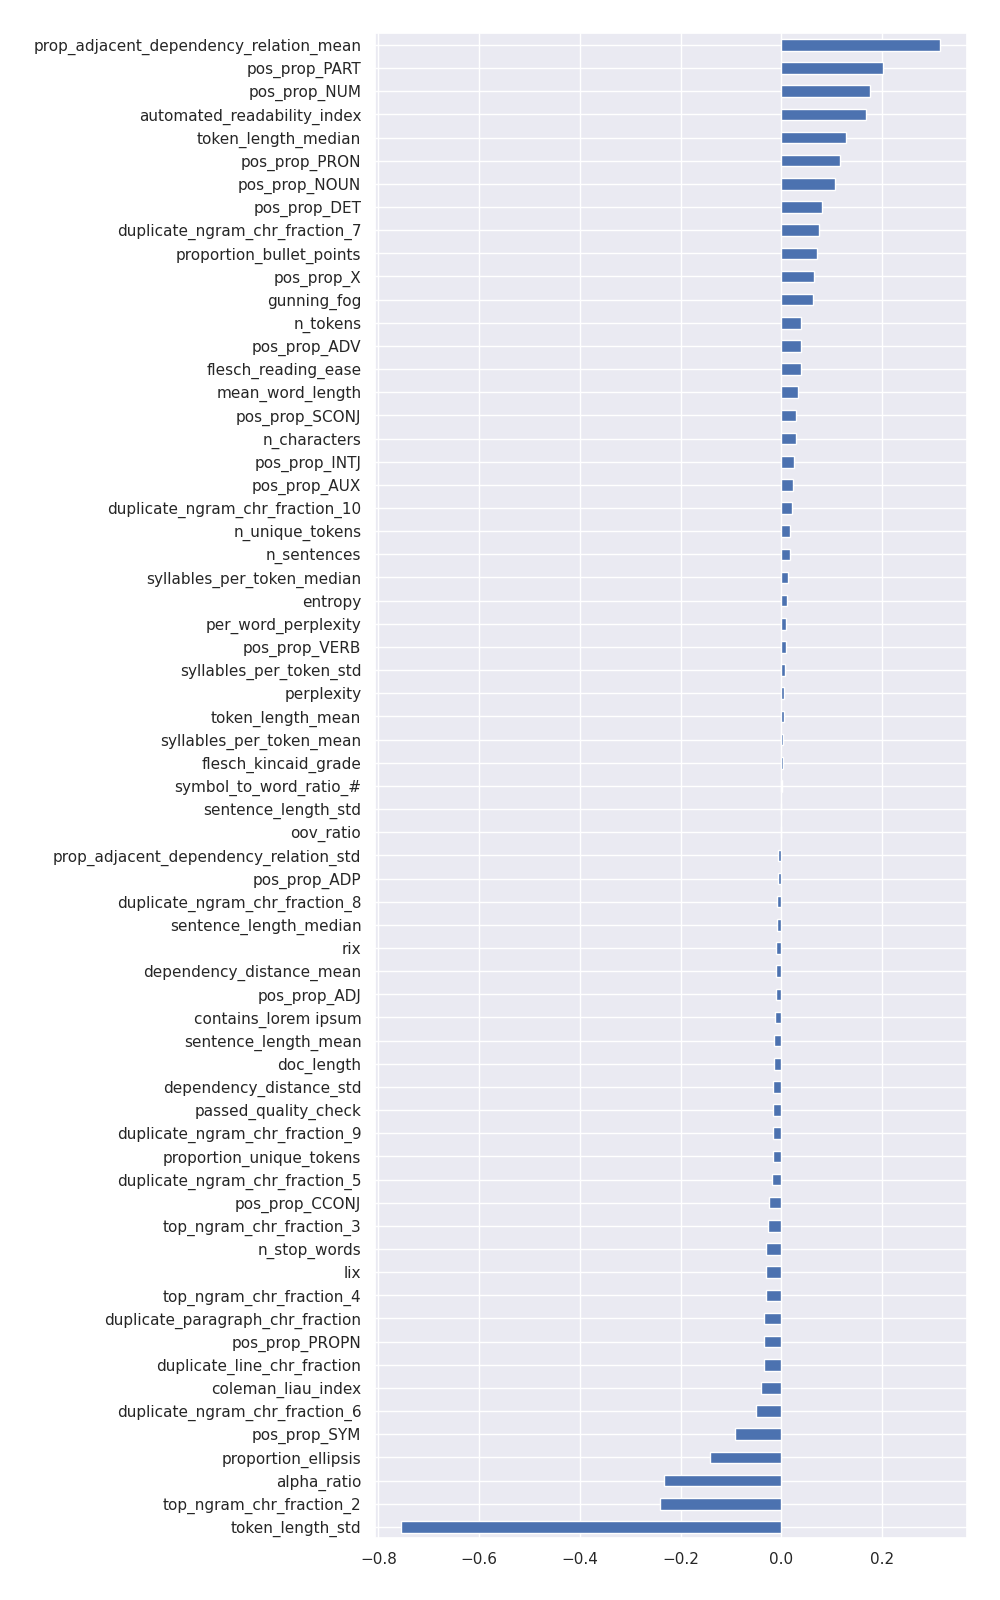 prop_adjacent_dependency_relation_mean
pos_prop_PART
pos_prop_NUM
automated_readability_index
token_length_median
pos_prop_PRON
pos_prop_NOUN
pos_prop_DET
duplicate_ngram_chr_fraction_7
proportion_bullet_points
pos_prop_X
gunning_fog
n_tokens
pos_prop_ADV
flesch_reading_ease
mean_word_length
pos_prop_SCONJ
n_characters
pos_prop_INTJ
pos_prop_AUX
duplicate_ngram_chr_fraction_10
n_unique_tokens
n_sentences
syllables_per_token_median
entropy
per_word_perplexity
pos_prop_VERB
syllables_per_token_std
perplexity
token_length_mean
syllables_per_token_mean
flesch_kincaid_grade
symbol_to_word_ratio_#
sentence_length_std
oov_ratio
prop_adjacent_dependency_relation_std
pos_prop_ADP
duplicate_ngram_chr_fraction_8
sentence_length_median
rix
dependency_distance_mean
pos_prop_ADJ
contains_lorem ipsum
sentence_length_mean
doc_length
dependency_distance_std
passed_quality_check
duplicate_ngram_chr_fraction_9
proportion_unique_tokens
duplicate_ngram_chr_fraction_5
pos_prop_CCONJ
top_ngram_chr_fraction_3
n_stop_words
lix
top_ngram_chr_fraction_4
duplicate_paragraph_chr_fraction
pos_prop_PROPN
duplicate_line_chr_fraction
coleman_liau_index
duplicate_ngram_chr_fraction_6
pos_prop_SYM
proportion_ellipsis
alpha_ratio
top_ngram_chr_fraction_2
token_length_std
−0.8 −0.6 −0.4 −0.2 0.0 0.2